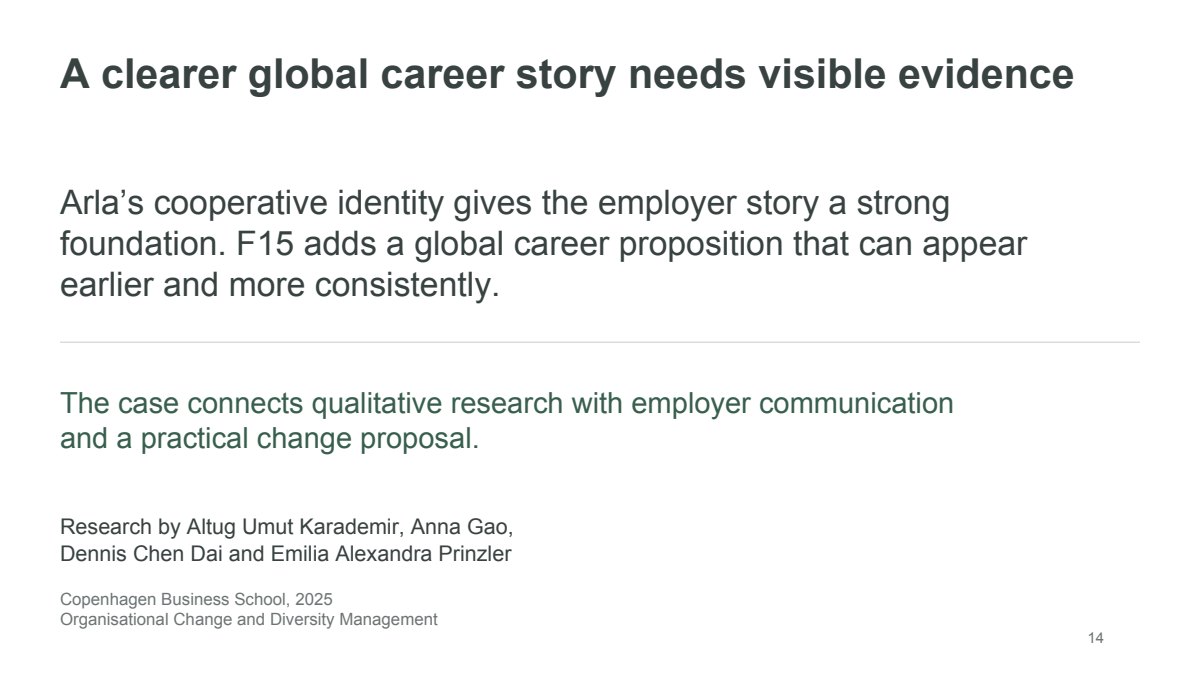 A clearer global career story needs visible evidence
Arla’s cooperative identity gives the employer story a strong
foundation. F15 adds a global career proposition that can appear
earlier and more consistently.
The case connects qualitative research with employer communication
and a practical change proposal.
Research by Altug Umut Karademir, Anna Gao,
Dennis Chen Dai and Emilia Alexandra Prinzler
Copenhagen Business School, 2025
Organisational Change and Diversity Management
14